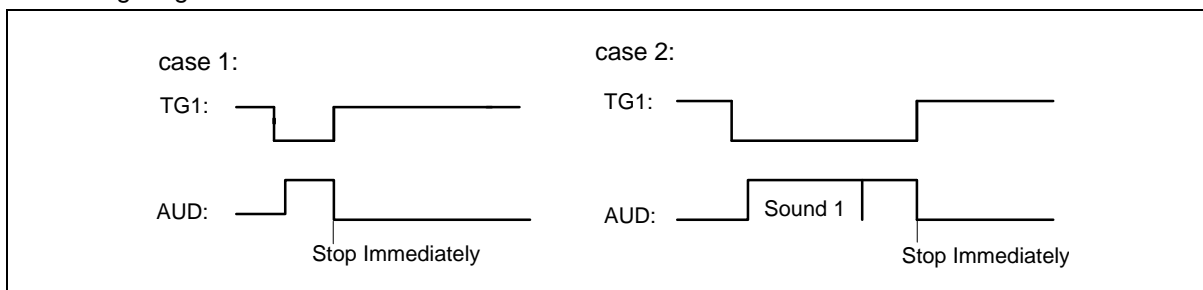 case 1:
TG1:
AUD:
Stop Immediately
case 2:
TG1:
AUD:
Sound 1
Stop Immediately